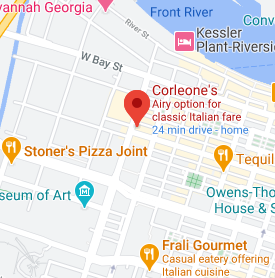 vannah Georgia
Front River
River St
Conv
Kessler
Plant-Riversi
W Bay St
Corleone's
Airy option for
classic Italian fare
24 min drive - home
Stoner's Pizza Joint
Tequil
useum of Art
Owens-Tho
House & S
Frali Gourmet
Casual eatery offering
Italian cuisine